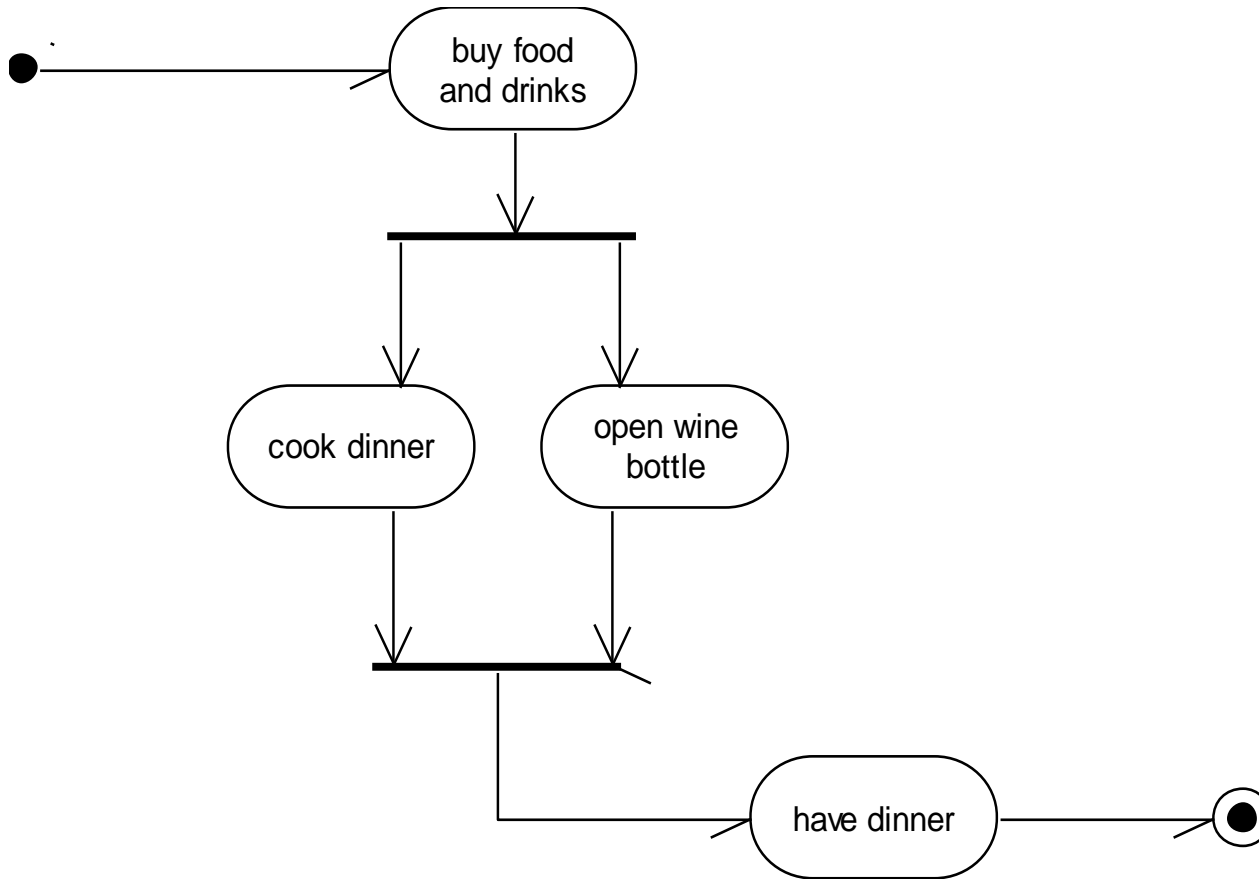 buy food
and drinks
cook dinner
open wine
bottle
have dinner